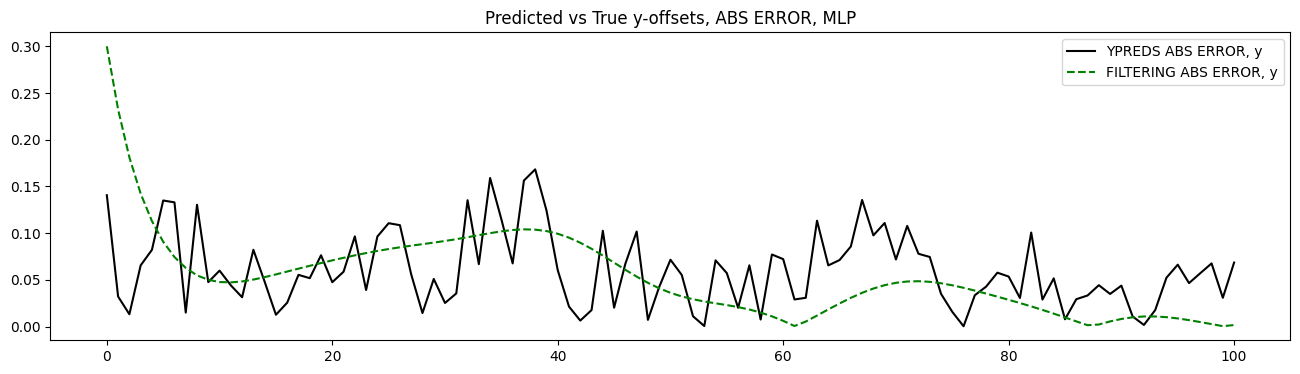 Predicted vs True y-offsets, ABS ERROR, MLP
YPREDS ABS ERROR, y
FILTERING ABS ERROR, y
0.30
0.25
0.20
0.15
0.10
0.05
0.00
0 20 40 60 80 100